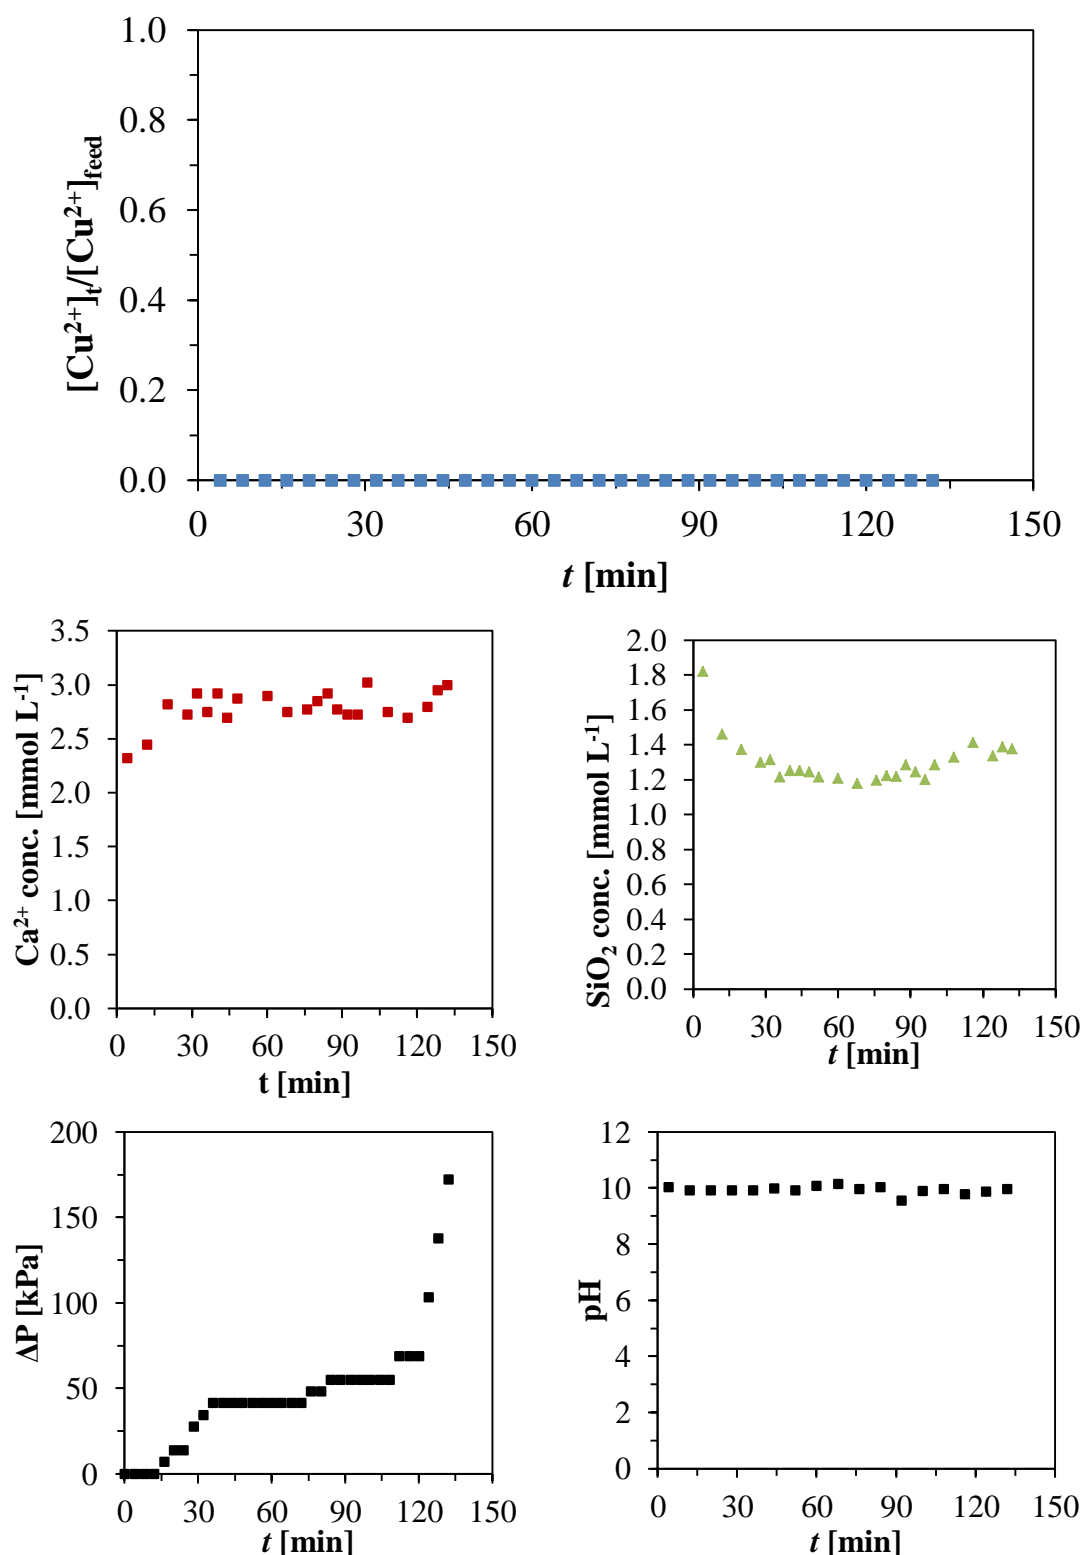 1.0
0.8
0.6
0.4
0.2
0.0
[Cu²⁺]ₜ/[Cu²⁺]feed
0 30 60 90 120 150
t [min]
3.5
3.0
2.5
2.0
1.5
1.0
0.5
0.0
Ca²⁺ conc. [mmol L⁻¹]
0 30 60 90 120 150
t [min]
2.0
1.8
1.6
1.4
1.2
1.0
0.8
0.6
0.4
0.2
0.0
SiO₂ conc. [mmol L⁻¹]
0 30 60 90 120 150
t [min]
200
150
100
50
0
ΔP [kPa]
0 30 60 90 120 150
t [min]
12
10
8
6
4
2
0
pH
0 30 60 90 120 150
t [min]